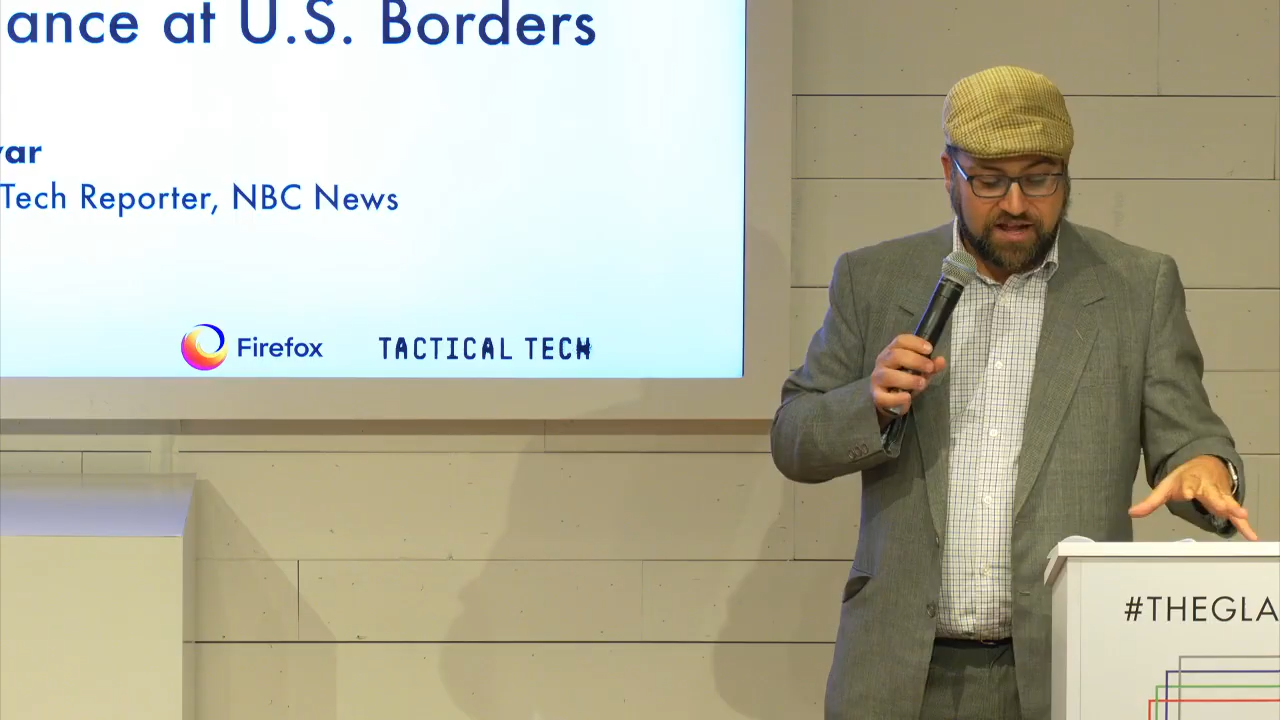 ance at U.S. Borders
var
Tech Reporter, NBC News
Firefox
TACTICAL TECH
#THEGLA